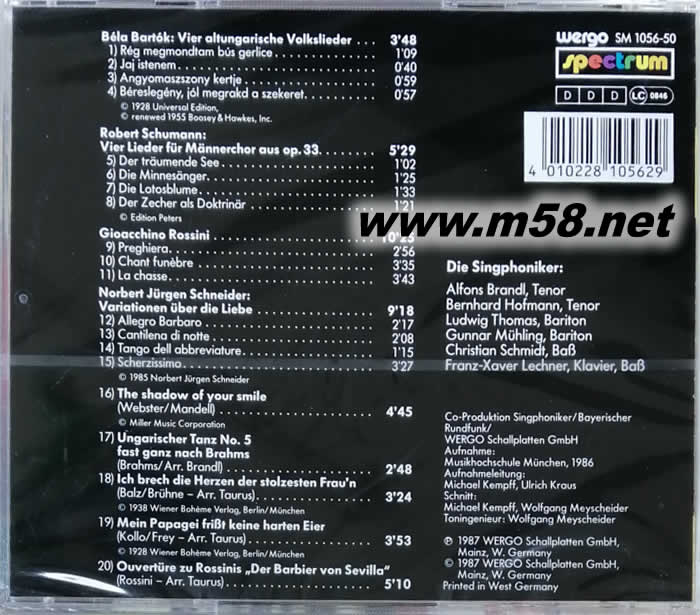 Béla Bartók: Vier altungarische Volkslieder . . . 3'48
1) Rég megmondtam bús gerlice. . . . . . . . . . 1'09
2) Jaj istenem. . . . . . . . . . 0'40
3) Angyomaszszony kertje . . . . . . . . . . 0'59
4) Béreslegény, jól megrakd a szekeret. . . . . . 0'57
© 1928 Universal Edition,
© renewed 1955 Boosey & Hawkes, Inc.
Robert Schumann:
Vier Lieder für Männerchor aus op. 33. . . . . . 5'29
5) Der träumende See . . . . . . . . . . 1'02
6) Die Minnesänger. . . . . . . . . . 1'25
7) Die Lotosblume . . . . . . . . . . 1'33
8) Der Zecher als Doktrinär . . . . . . . . . . 1'21
© Edition Peters
Gioacchino Rossini . . . . . . . . . . 10'25
9) Preghiera. . . . . . . . . . 2'56
10) Chant funèbre . . . . . . . . . . 3'35
11) La chasse . . . . . . . . . . 3'43
Norbert Jürgen Schneider:
Variationen über die Liebe . . . . . . . . . . 9'18
12) Allegro Barbaro . . . . . . . . . . 2'17
13) Cantilena di notte . . . . . . . . . . 2'08
14) Tango dell abbreviature . . . . . . . . . . 1'15
15) Scherzissimo. . . . . . . . . . 3'27
© 1985 Norbert Jürgen Schneider
16) The shadow of your smile
(Webster/Mandell) . . . . . . . . . . 4'45
© Miller Music Corporation
17) Ungarischer Tanz No. 5
fast ganz nach Brahms
(Brahms/Arr. Brandl) . . . . . . . . . . 2'48
18) Ich brech die Herzen der stolzesten Frau'n
(Balz/Brühne – Arr. Taurus) . . . . . . . . . . 3'24
© 1938 Wiener Bohème Verlag, Berlin/München
19) Mein Papagei frißt keine harten Eier
(Kollo/Frey – Arr. Taurus) . . . . . . . . . . 3'53
© 1928 Wiener Bohème Verlag, Berlin/München
20) Ouvertüre zu Rossinis „Der Barbier von Sevilla“
(Rossini – Arr. Taurus) . . . . . . . . . . 5'10
wergo SM 1056-50
spectrum
D D D LC 0846
4 010228 105629
www.m58.net
Die Singphoniker:
Alfons Brandl, Tenor
Bernhard Hofmann, Tenor
Ludwig Thomas, Bariton
Gunnar Mühling, Bariton
Christian Schmidt, Baß
Franz-Xaver Lechner, Klavier, Baß
Co-Produktion Singphoniker/Bayerischer
Rundfunk/
WERGO Schallplatten GmbH
Aufnahme:
Musikhochschule München, 1986
Aufnahmeleitung:
Michael Kempff, Ulrich Kraus
Schnitt:
Michael Kempff, Wolfgang Meyscheider
Toningenieur: Wolfgang Meyscheider
℗ 1987 WERGO Schallplatten GmbH,
Mainz, W. Germany
© 1987 WERGO Schallplatten GmbH,
Mainz, W. Germany
Printed in West Germany